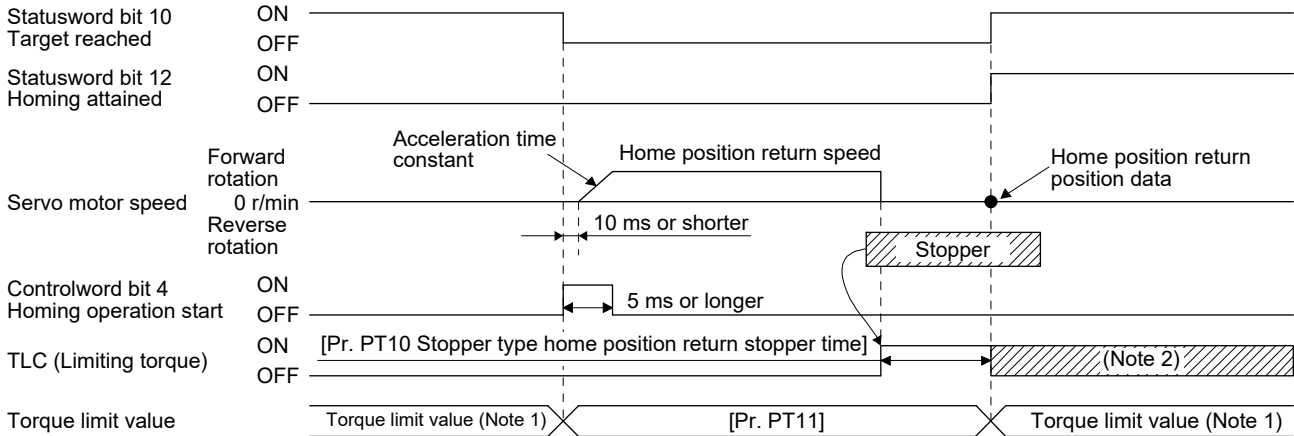 Statusword bit 10
Target reached
ON
OFF
Statusword bit 12
Homing attained
ON
OFF
Servo motor speed
Forward
rotation
0 r/min
Reverse
rotation
Acceleration time
constant
Home position return speed
Home position return
position data
10 ms or shorter
Stopper
Controlword bit 4
Homing operation start
ON
OFF
5 ms or longer
TLC (Limiting torque)
ON
OFF
[Pr. PT10 Stopper type home position return stopper time]
(Note 2)
Torque limit value
Torque limit value (Note 1)
[Pr. PT11]
Torque limit value (Note 1)